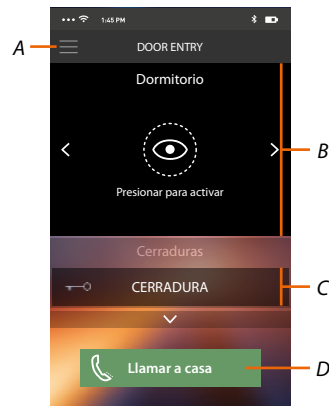 1:45 PM
A
DOOR ENTRY
Dormitorio
B
Presionar para activar
Cerraduras
CERRADURA
C
Llamar a casa
D